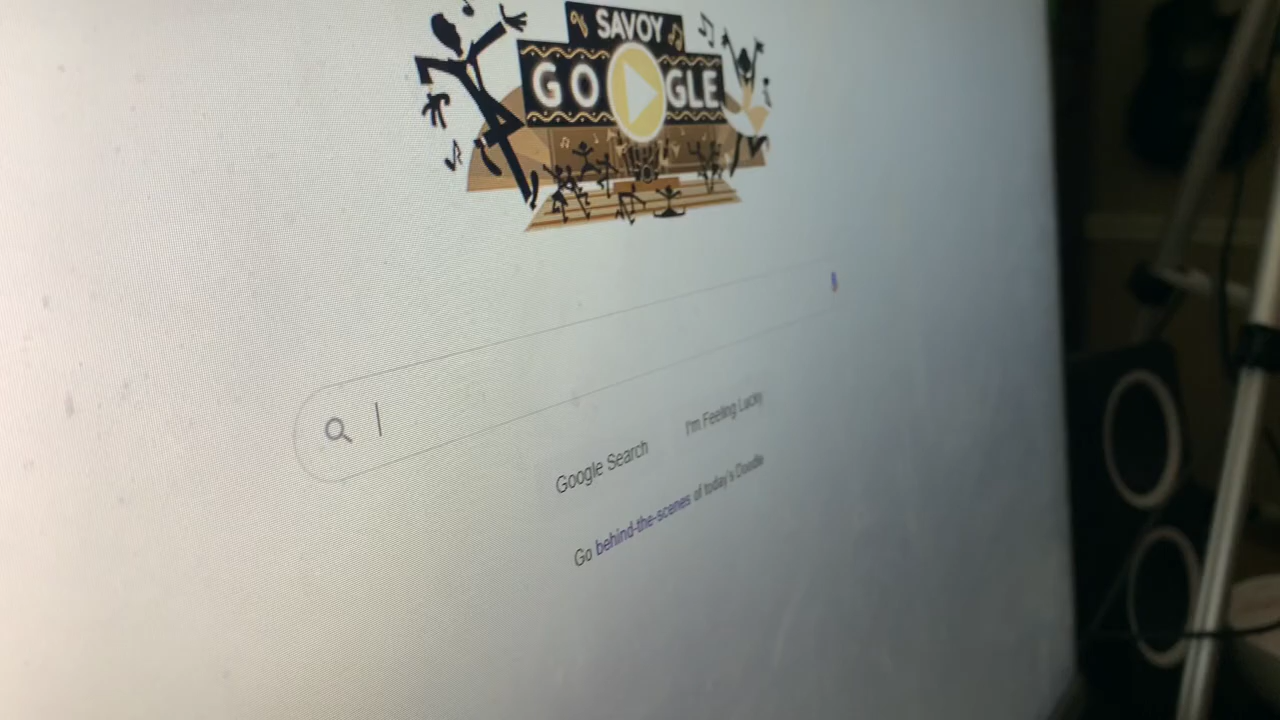 SAVOY
GO GLE
Google Search
I'm Feeling Lucky
Go behind-the-scenes of today's Doodle